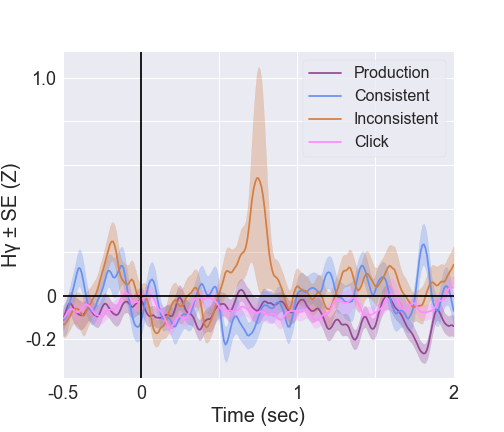 Production
Consistent
Inconsistent
Click
Hγ ± SE (Z)
1.0
0
-0.2
-0.5 0 1 2
Time (sec)